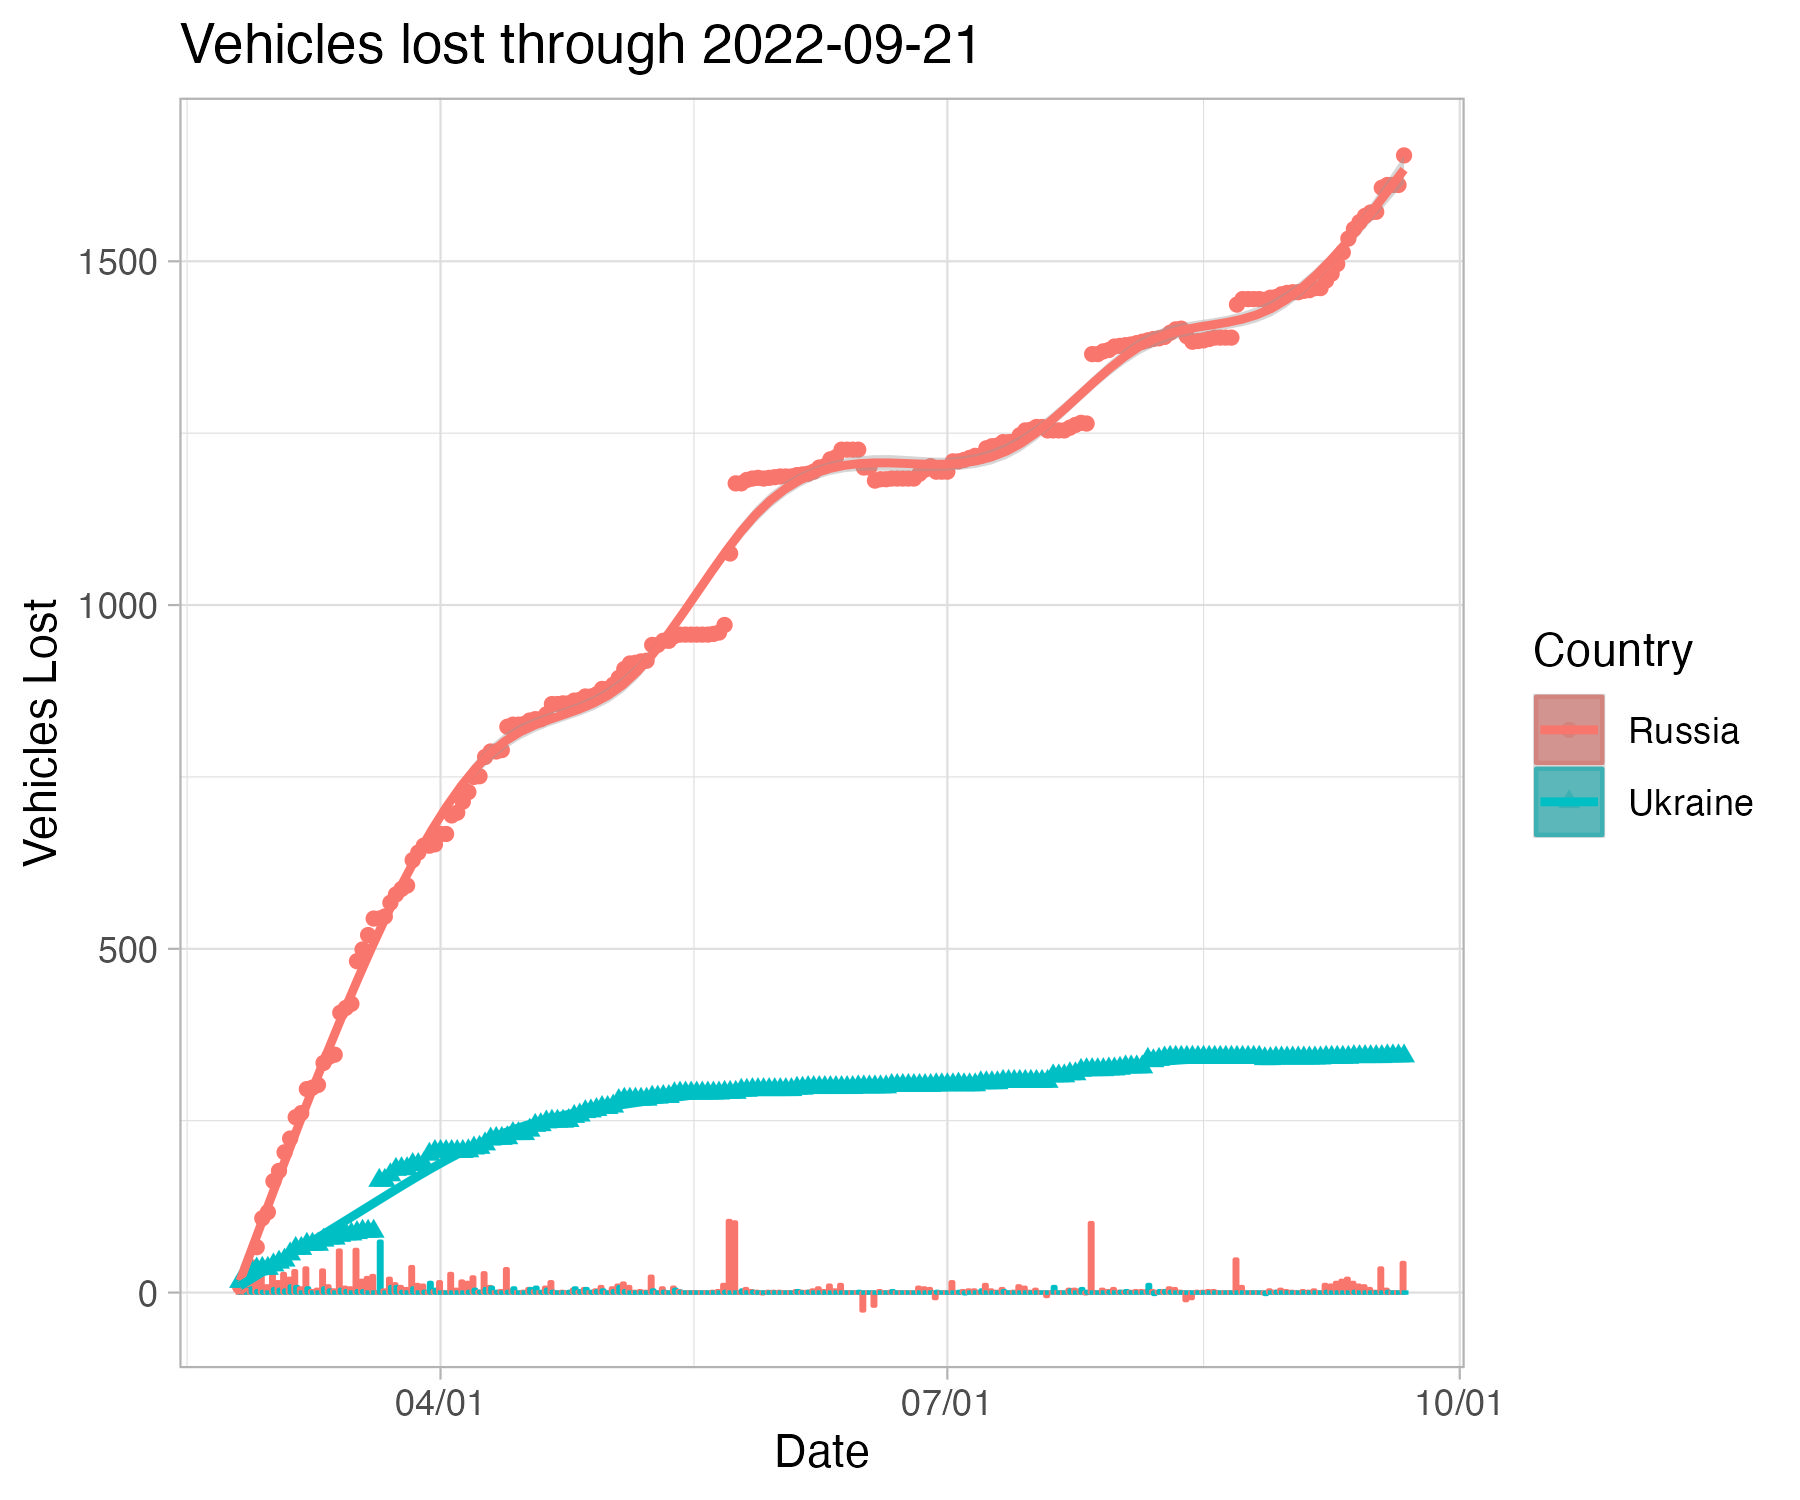 Vehicles lost through 2022-09-21
Vehicles Lost
1500
1000
500
0
04/01
07/01
10/01
Date
Country
Russia
Ukraine